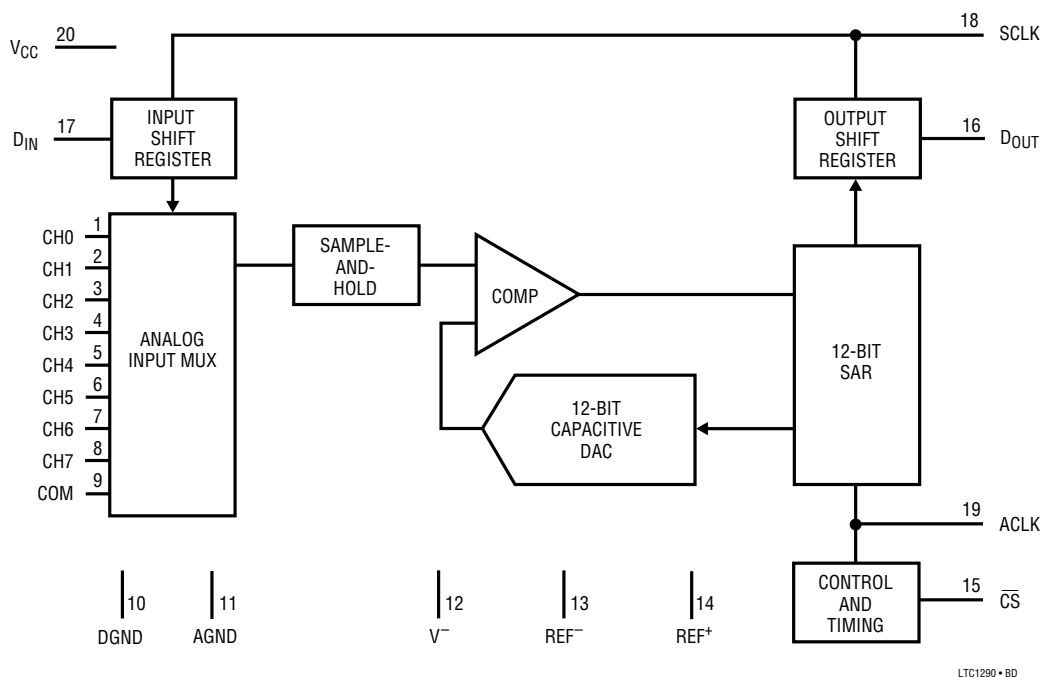 18
SCLK
20
VCC
INPUT
SHIFT
REGISTER
17
DIN
OUTPUT
SHIFT
REGISTER
16
DOUT
1
CH0
2
CH1
3
CH2
4
CH3
5
CH4
6
CH5
7
CH6
8
CH7
9
COM
ANALOG
INPUT MUX
SAMPLE-
AND-
HOLD
COMP
12-BIT
SAR
12-BIT
CAPACITIVE
DAC
19
ACLK
CONTROL
AND
TIMING
15
C̅S̅
10
DGND
11
AGND
12
V−
13
REF−
14
REF+
LTC1290 • BD